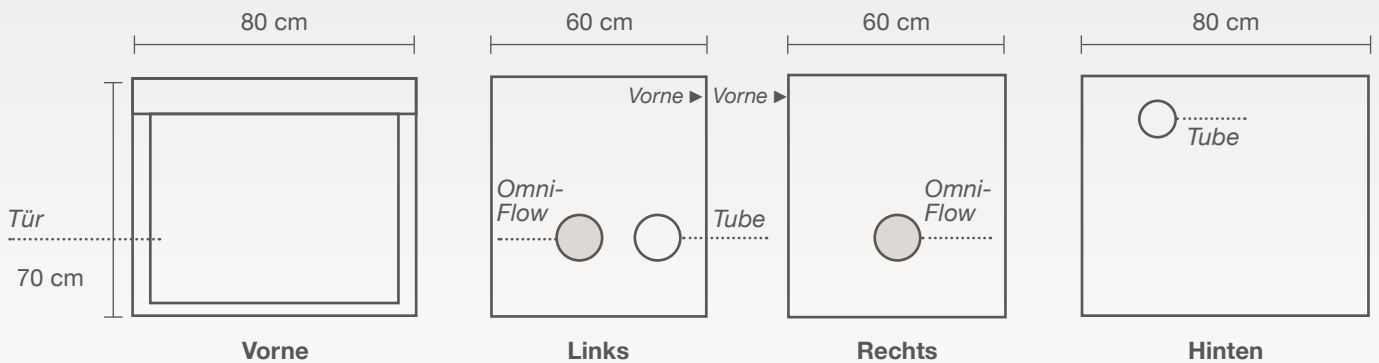 80 cm
60 cm
60 cm
80 cm
Vorne ▶
Vorne ▶
Tube
Omni-
Flow
Omni-
Flow
Tür
Tube
70 cm
Vorne
Links
Rechts
Hinten